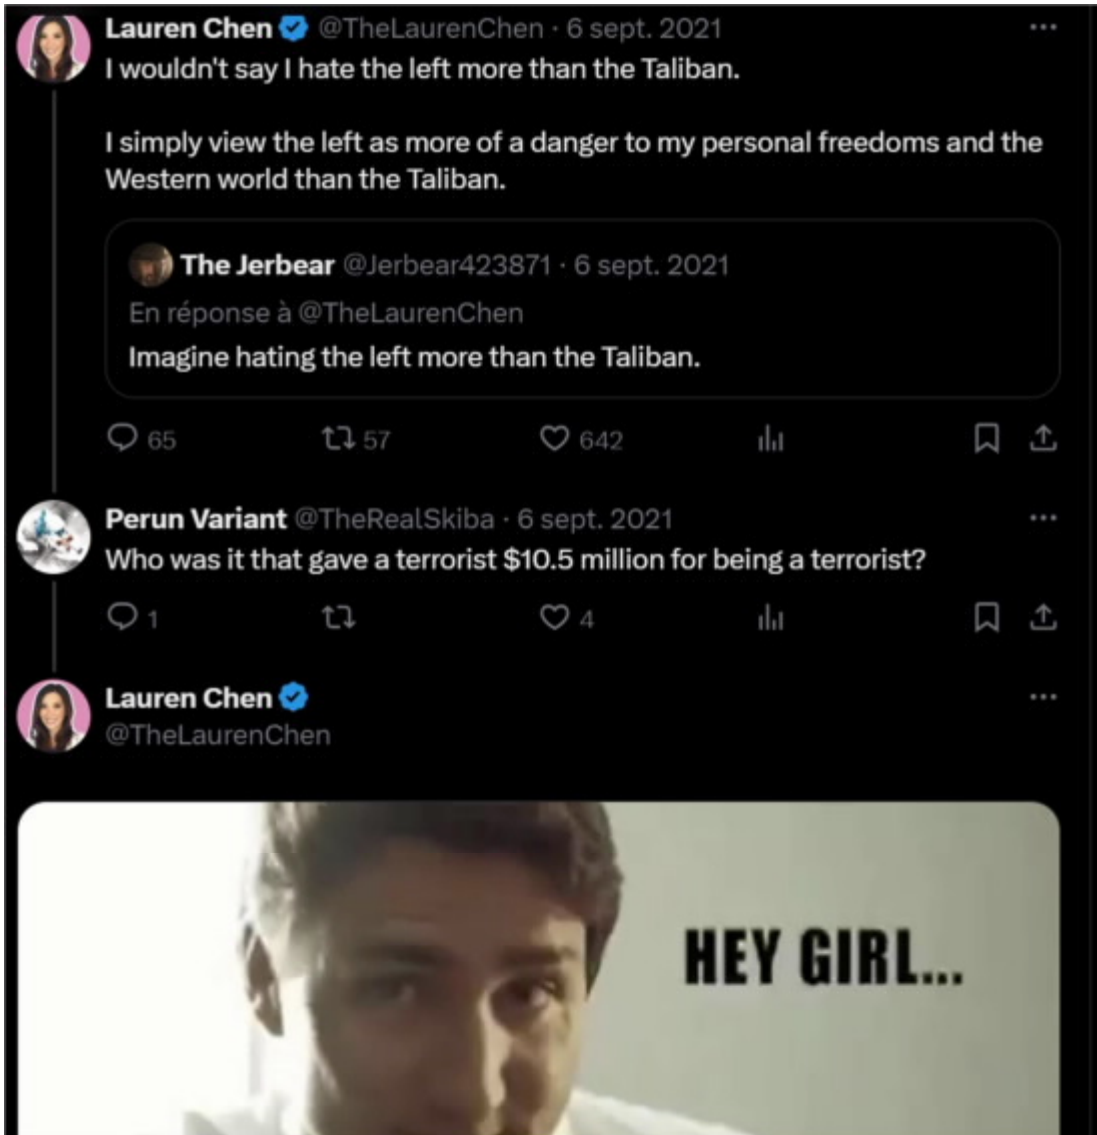 Lauren Chen @TheLaurenChen · 6 sept. 2021
I wouldn't say I hate the left more than the Taliban.
I simply view the left as more of a danger to my personal freedoms and the
Western world than the Taliban.
The Jerbear @Jerbear423871 · 6 sept. 2021
En réponse à @TheLaurenChen
Imagine hating the left more than the Taliban.
65 57 642
Perun Variant @TheRealSkiba · 6 sept. 2021
Who was it that gave a terrorist $10.5 million for being a terrorist?
1 4
Lauren Chen
@TheLaurenChen
HEY GIRL...